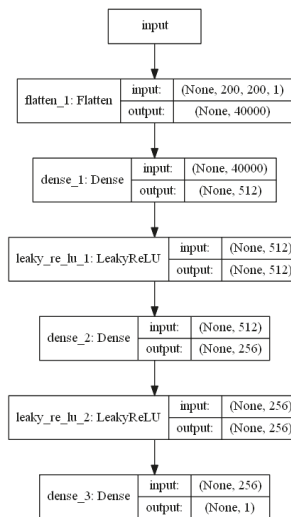 input
flatten_1: Flatten
input: (None, 200, 200, 1)
output: (None, 40000)
dense_1: Dense
input: (None, 40000)
output: (None, 512)
leaky_re_lu_1: LeakyReLU
input: (None, 512)
output: (None, 512)
dense_2: Dense
input: (None, 512)
output: (None, 256)
leaky_re_lu_2: LeakyReLU
input: (None, 256)
output: (None, 256)
dense_3: Dense
input: (None, 256)
output: (None, 1)